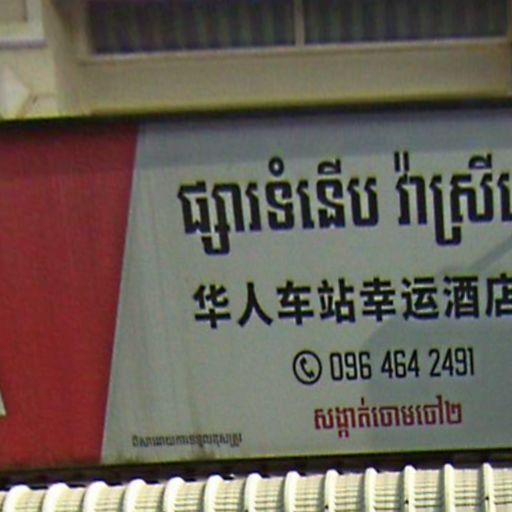 ផ្សារទំនើប វ៉ាស្រី
华人车站幸运酒店
096 464 2491
សង្កាត់ចោមចៅ២